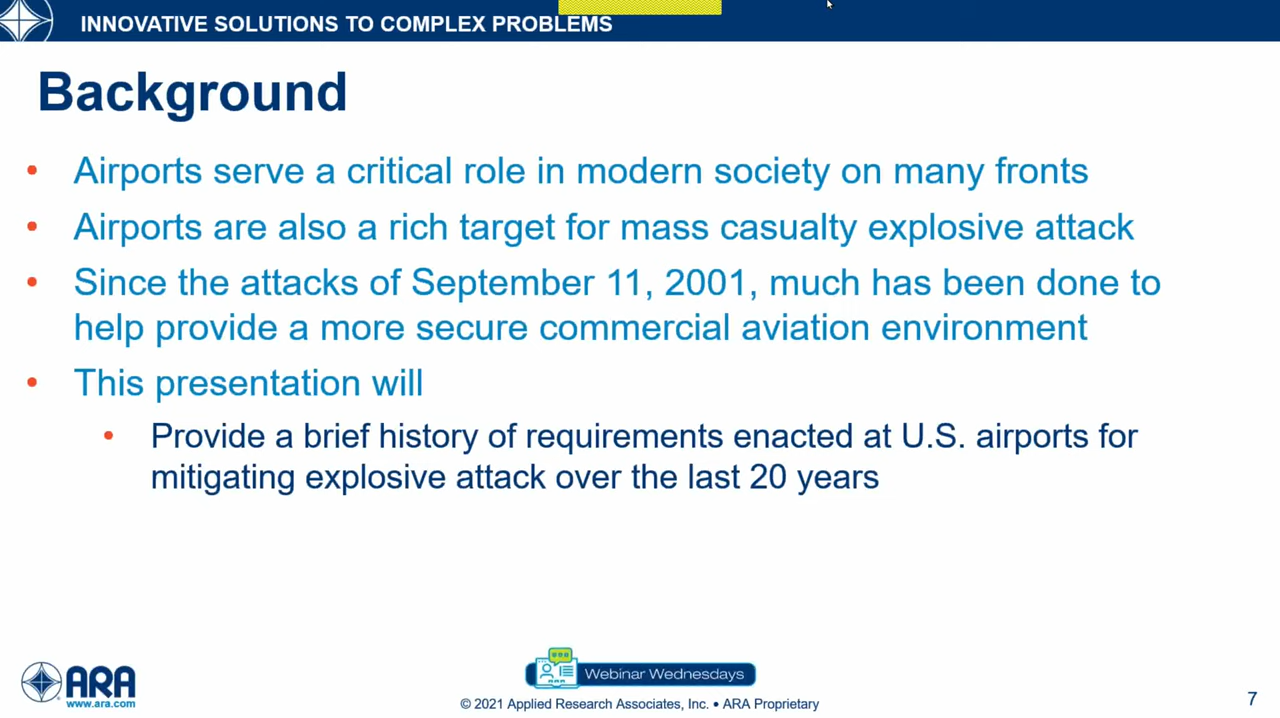 INNOVATIVE SOLUTIONS TO COMPLEX PROBLEMS
Background
• Airports serve a critical role in modern society on many fronts
• Airports are also a rich target for mass casualty explosive attack
• Since the attacks of September 11, 2001, much has been done to
help provide a more secure commercial aviation environment
• This presentation will
• Provide a brief history of requirements enacted at U.S. airports for
mitigating explosive attack over the last 20 years
ARA
www.ara.com
ARA
Webinar Wednesdays
© 2021 Applied Research Associates, Inc. • ARA Proprietary
7